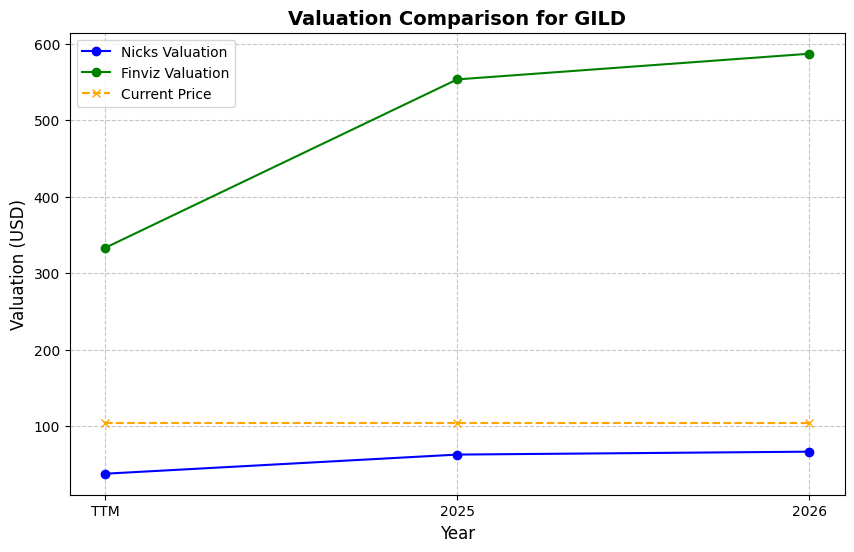 Valuation Comparison for GILD
Nicks Valuation
Finviz Valuation
Current Price
Valuation (USD)
600
500
400
300
200
100
TTM
2025
2026
Year